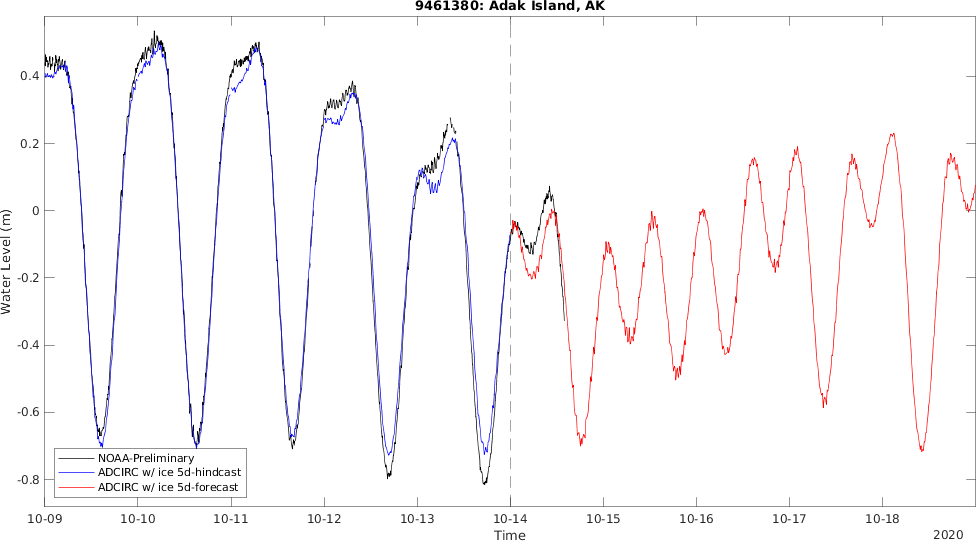 9461380: Adak Island, AK
Water Level (m)
0.4
0.2
0
-0.2
-0.4
-0.6
-0.8
NOAA-Preliminary
ADCIRC w/ ice 5d-hindcast
ADCIRC w/ ice 5d-forecast
10-09 10-10 10-11 10-12 10-13 10-14 10-15 10-16 10-17 10-18
Time
2020